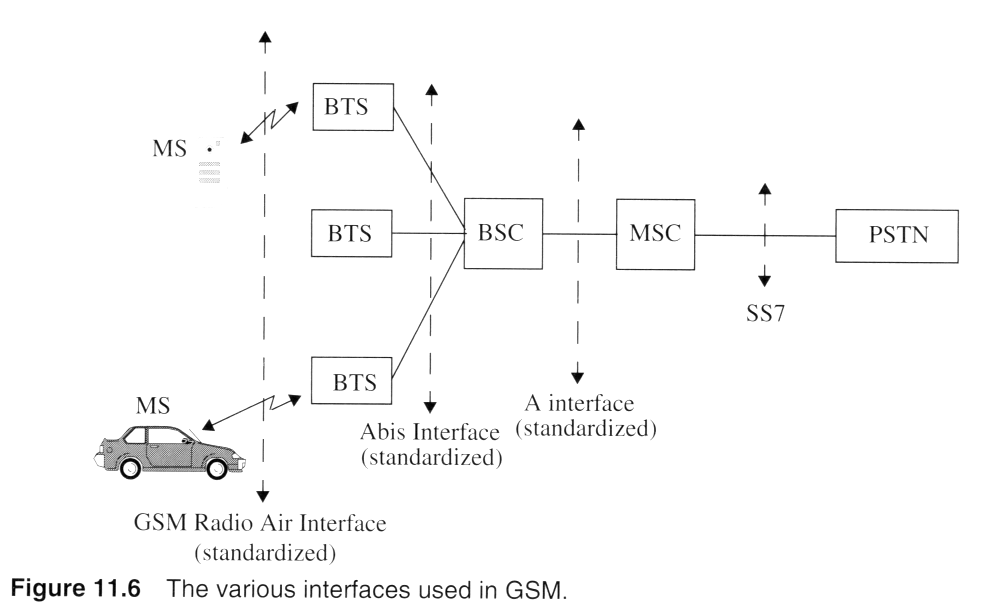 BTS
MS
BTS
BSC
MSC
PSTN
SS7
BTS
MS
A interface
(standardized)
Abis Interface
(standardized)
GSM Radio Air Interface
(standardized)
Figure 11.6 The various interfaces used in GSM.